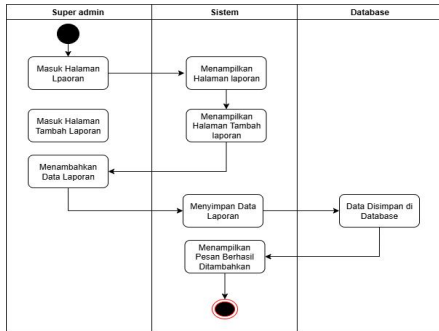 Super admin
Sistem
Database
Masuk Halaman
Lpaoran
Menampilkan
Halaman laporan
Masuk Halaman
Tambah Laporan
Menampilkan
Halaman Tambah
laporan
Menambahkan
Data Laporan
Menyimpan Data
Laporan
Data Disimpan di
Database
Menampilkan
Pesan Berhasil
Ditambahkan